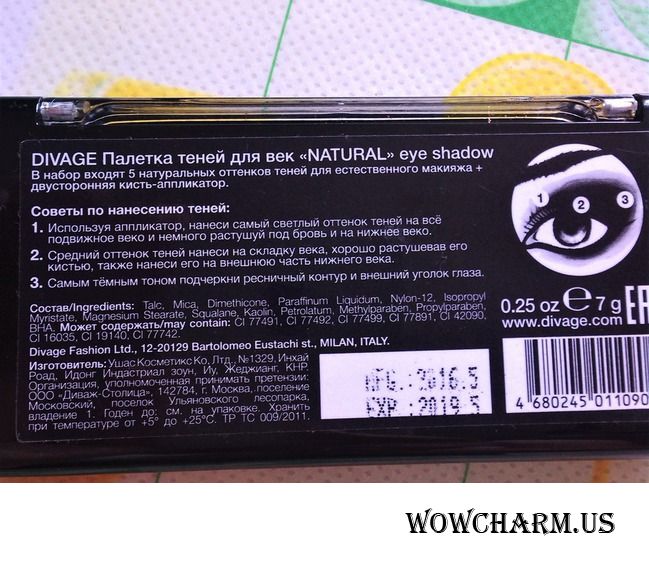 DIVAGE Палетка теней для век «NATURAL» eye shadow
В набор входят 5 натуральных оттенков теней для естественного макияжа +
двусторонняя кисть-аппликатор.
Советы по нанесению теней:
1. Используя аппликатор, нанеси самый светлый оттенок теней на всё
подвижное веко и немного растушуй под бровь и на нижнее веко.
2. Средний оттенок теней нанеси на складку века, хорошо растушевав его
кистью, также нанеси его на внешнюю часть нижнего века.
3. Самым тёмным тоном подчеркни ресничный контур и внешний уголок глаза.
1 2 3
Состав/Ingredients: Talc, Mica, Dimethicone, Paraffinum Liquidum, Nylon-12, Isopropyl
Myristate, Magnesium Stearate, Squalane, Kaolin, Petrolatum, Methylparaben, Propylparaben,
BHA. Может содержать/may contain: CI 77491, CI 77492, CI 77499, CI 77891, CI 42090,
CI 16035, CI 19140, CI 77742.
Divage Fashion Ltd., 12-20129 Bartolomeo Eustachi st., MILAN, ITALY.
Изготовитель: Ушас Косметикс Ко. Лтд., №1329, Инхай
Роад, Идонг Индастриал Зоун, Иу, Жеджианг, КНР.
Организация, уполномоченная принимать претензии:
ООО «Диваж-Столица», 142784, г. Москва, поселение
Московский, поселок Ульяновского лесопарка,
владение 1. Годен до: см. на упаковке. Хранить
при температуре от +5° до +25°С. ТР ТС 009/2011.
MFG.:2016.5
EXP.:2019.5
0.25 oz ℮ 7 g
www.divage.com
EAC
4 680245 011090
WOWCHARM.US